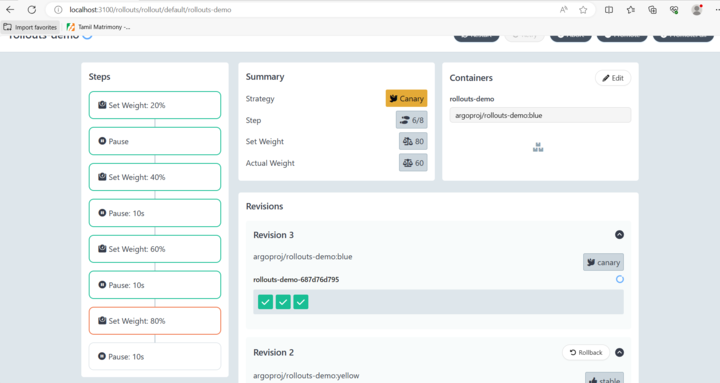 localhost:3100/rollouts/rollout/default/rollouts-demo
Import favorites
Tamil Matrimony -...
rollouts-demo
Steps
Set Weight: 20%
Pause
Set Weight: 40%
Pause: 10s
Set Weight: 60%
Pause: 10s
Set Weight: 80%
Pause: 10s
Summary
Strategy
Canary
Step
6/8
Set Weight
80
Actual Weight
60
Containers
Edit
rollouts-demo
argoproj/rollouts-demo:blue
Revisions
Revision 3
argoproj/rollouts-demo:blue
canary
rollouts-demo-687d76d795
Revision 2
Rollback
argoproj/rollouts-demo:yellow
stable